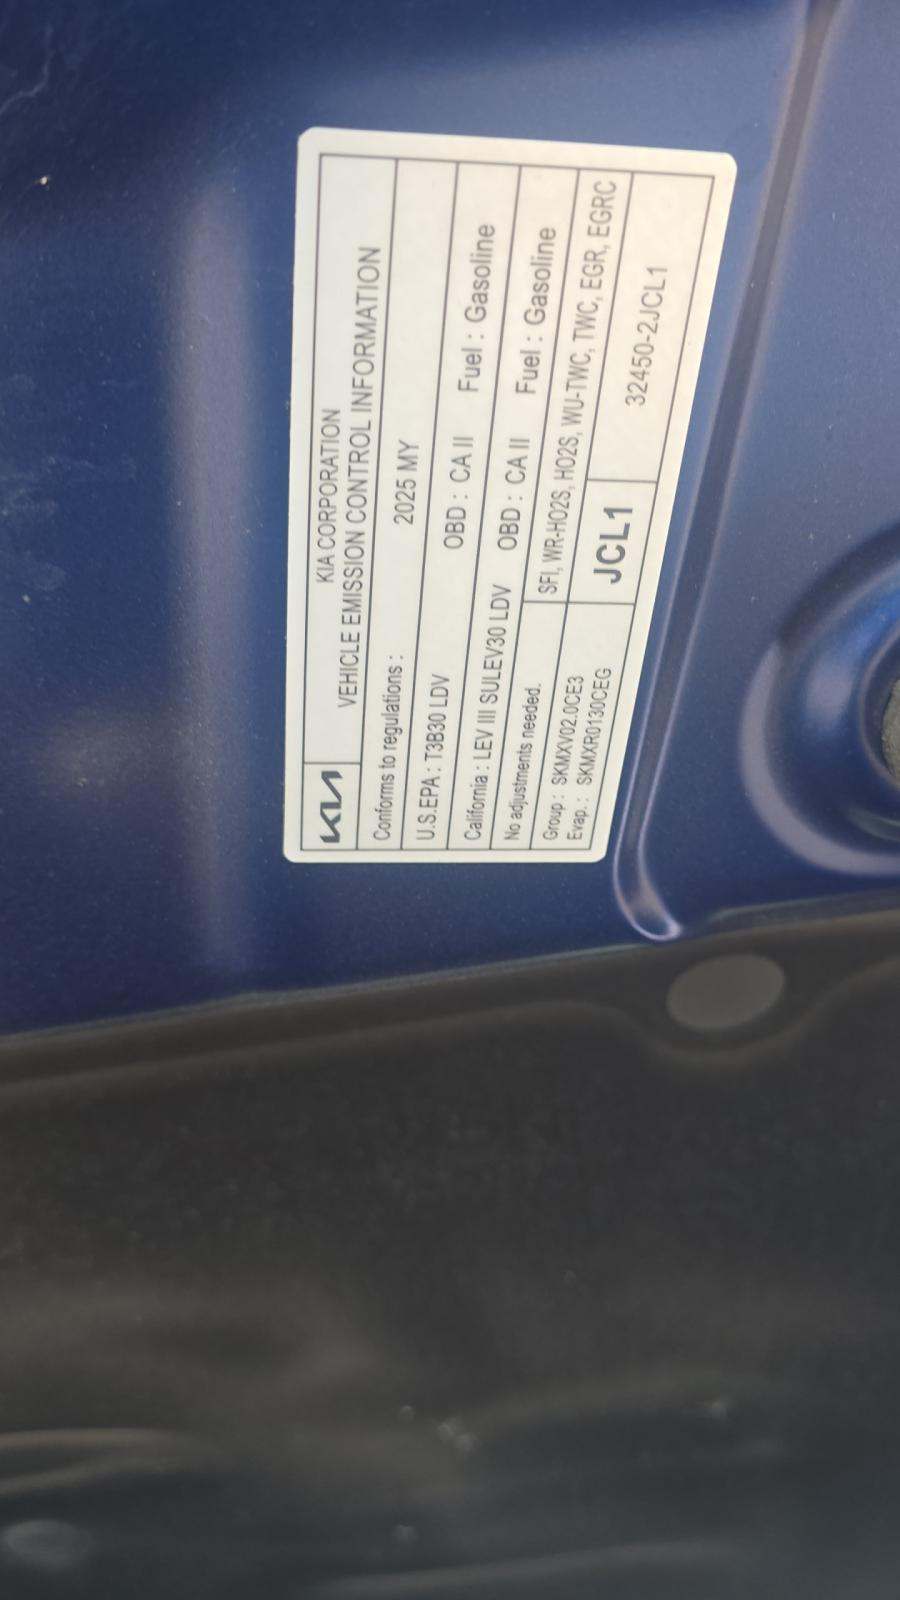 KIA
KIA CORPORATION
VEHICLE EMISSION CONTROL INFORMATION
Conforms to regulations : 2025 MY
U.S.EPA : T3B30 LDV OBD : CA II Fuel : Gasoline
California : LEV III SULEV30 LDV OBD : CA II Fuel : Gasoline
No adjustments needed.
SFI, WR-HO2S, HO2S, WU-TWC, TWC, EGR, EGRC
Group : SKMXV02.0CE3
Evap. : SKMXR0130CEG
JCL1
32450-2JCL1